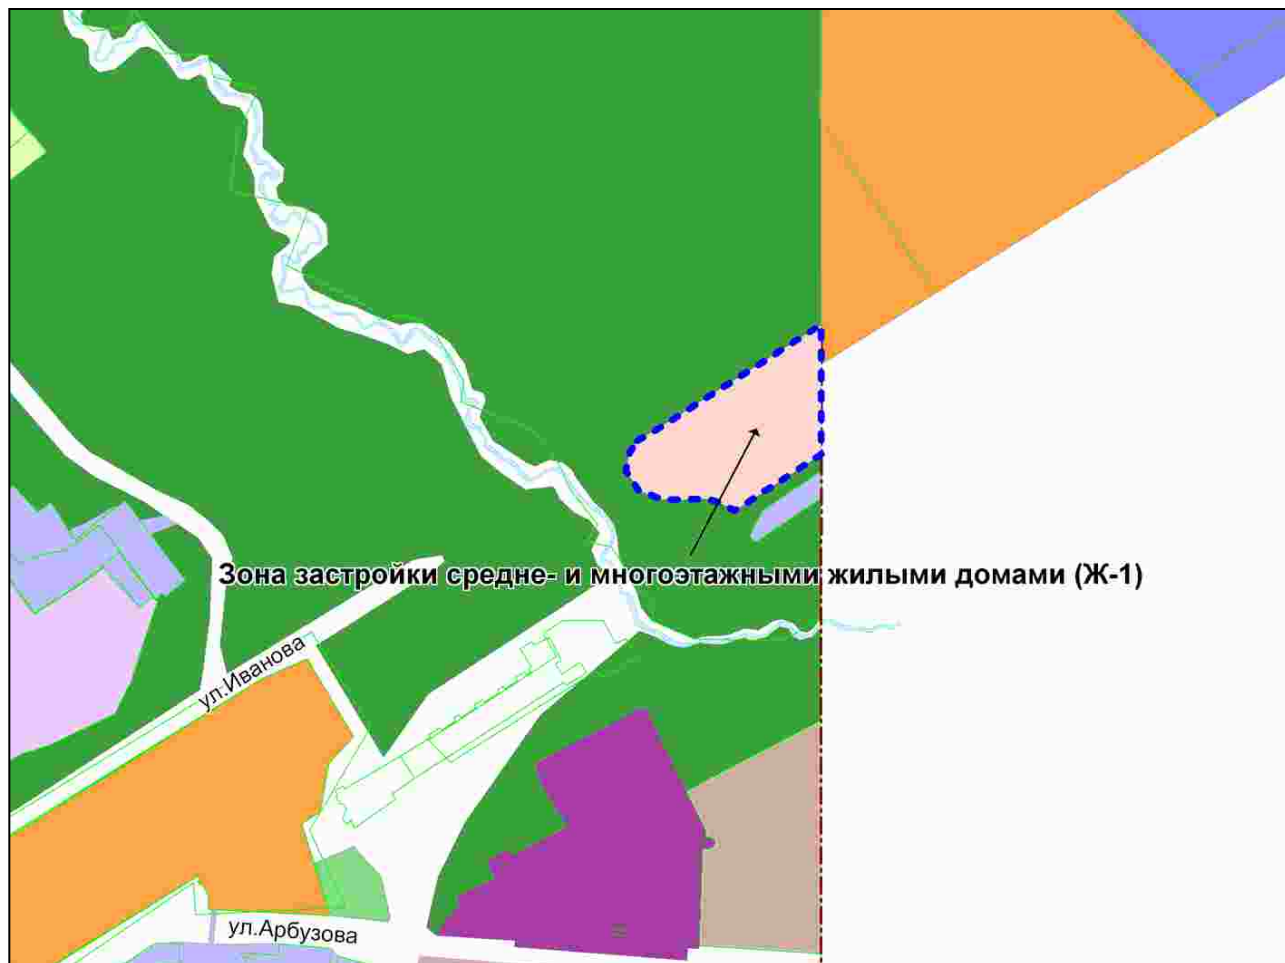 Зона застройки средне- и многоэтажными жилыми домами (Ж-1)
ул.Иванова
ул.Арбузова